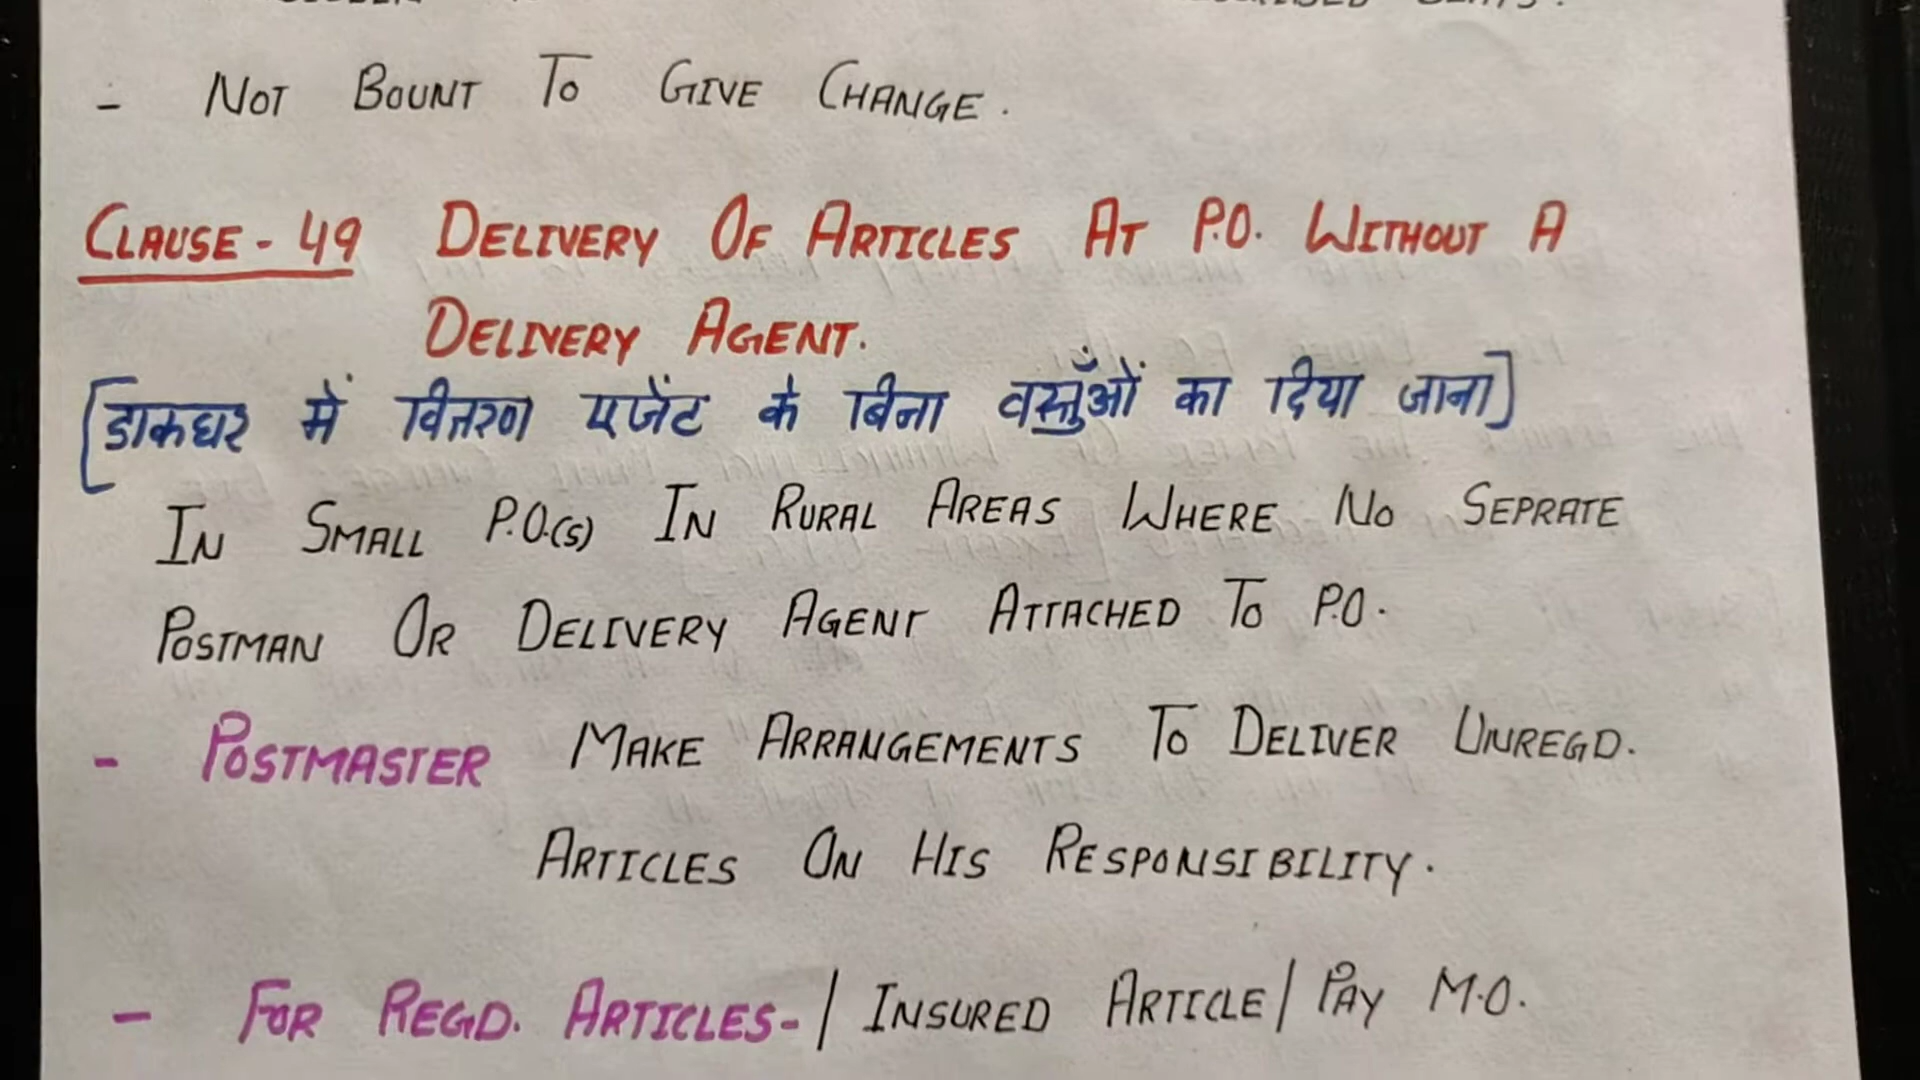 - NOT BOUNT TO GIVE CHANGE.
CLAUSE-49 DELIVERY OF ARTICLES AT P.O. WITHOUT A
DELIVERY AGENT.
[डाकघर में वितरण एजेंट के बिना वस्तुँओं का दिया जाना]
IN SMALL P.O.(S) IN RURAL AREAS WHERE NO SEPRATE
POSTMAN OR DELIVERY AGENT ATTACHED TO P.O.
- POSTMASTER MAKE ARRANGEMENTS TO DELIVER UNREGD.
ARTICLES ON HIS RESPONSIBILITY.
- FOR REGD. ARTICLES-/ INSURED ARTICLE/ PAY M.O.